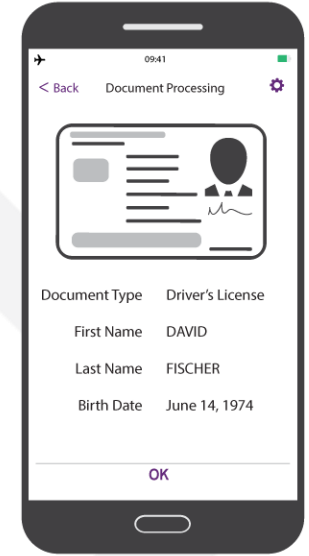 09:41
< Back Document Processing
Document Type Driver's License
First Name DAVID
Last Name FISCHER
Birth Date June 14, 1974
OK